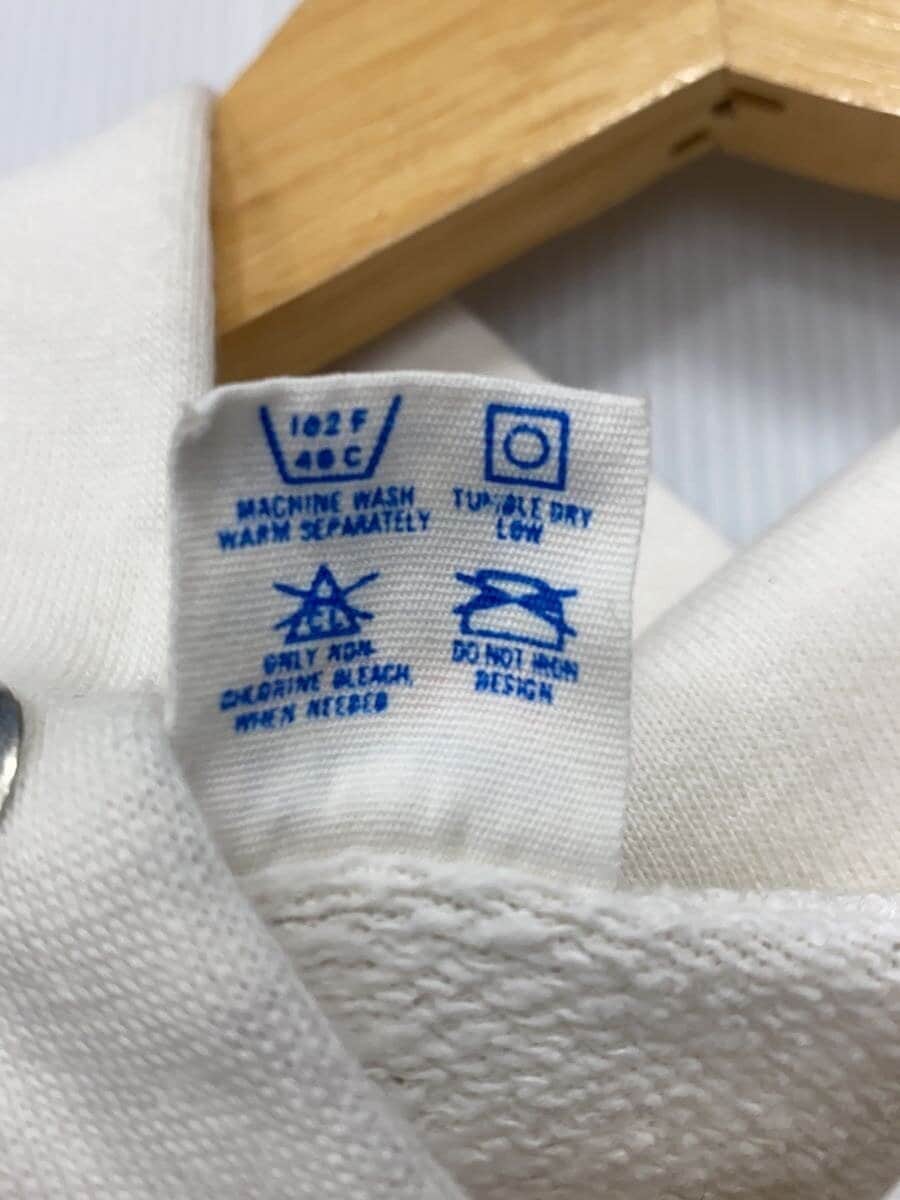 102 F
40 C
MACHINE WASH
WARM SEPARATELY
TUMBLE DRY
LOW
CL
ONLY NON-
CHLORINE BLEACH,
WHEN NEEDED
DO NOT IRON
DESIGN